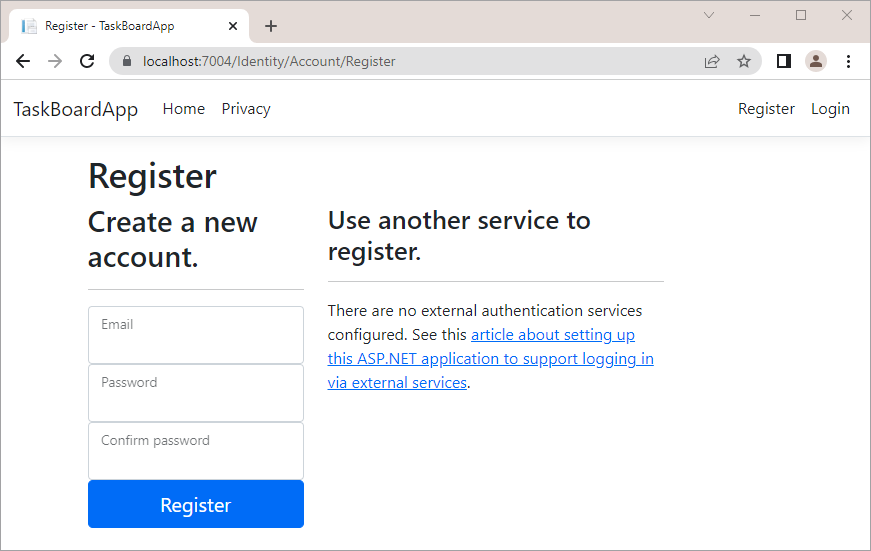 Register - TaskBoardApp
localhost:7004/Identity/Account/Register
TaskBoardApp Home Privacy Register Login
Register
Create a new
account.
Email
Password
Confirm password
Register
Use another service to
register.
There are no external authentication services
configured. See this article about setting up
this ASP.NET application to support logging in
via external services.